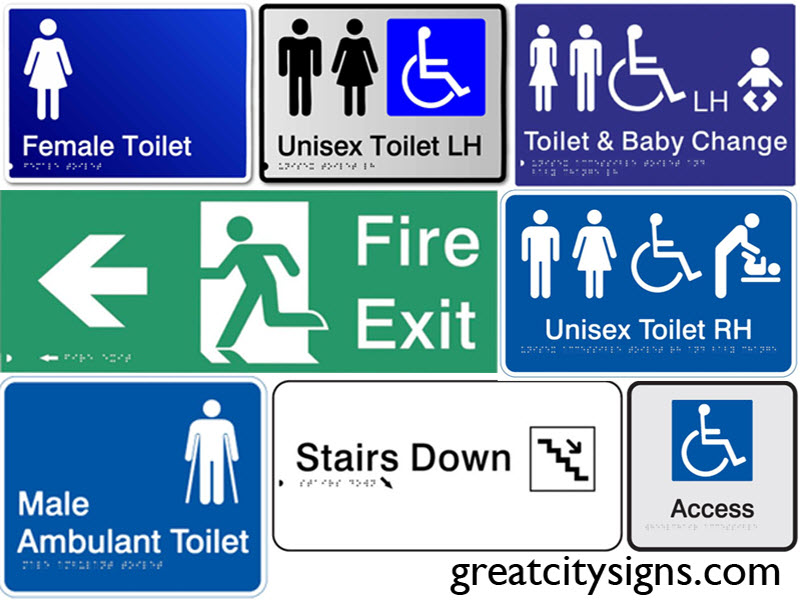 Female Toilet
Unisex Toilet LH
LH
Toilet & Baby Change
Fire
Exit
Unisex Toilet RH
Male
Ambulant Toilet
Stairs Down
Access
greatcitysigns.com